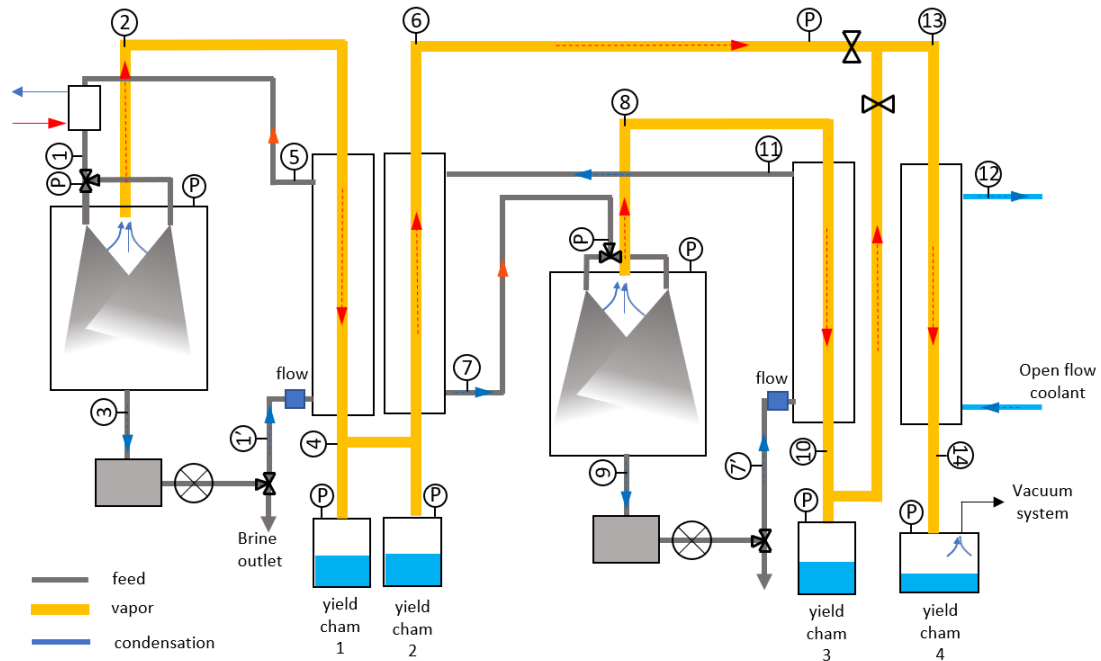 2
6
P
13
8
1
P
P
5
11
12
P
P
7
flow
flow
Open flow
coolant
3
1'
4
9
7'
10
14
P
P
P
P
Vacuum
system
Brine
outlet
yield
cham
1
yield
cham
2
yield
cham
3
yield
cham
4
feed
vapor
condensation